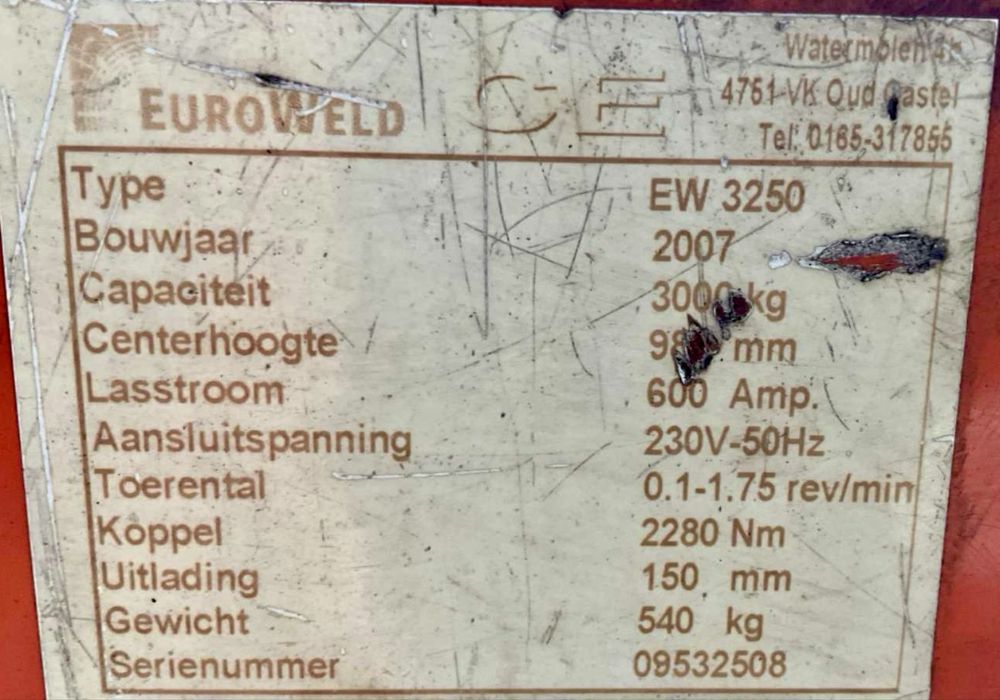 EUROWELD
CE
Watermolen
4751 VK Oud Gastel
Tel: 0165-317855
Type EW 3250
Bouwjaar 2007
Capaciteit 3000 kg
Centerhoogte mm
Lasstroom 600 Amp.
Aansluitspanning 230V-50Hz
Toerental 0.1-1.75 rev/min
Koppel 2280 Nm
Uitlading 150 mm
Gewicht 540 kg
Serienummer 09532508